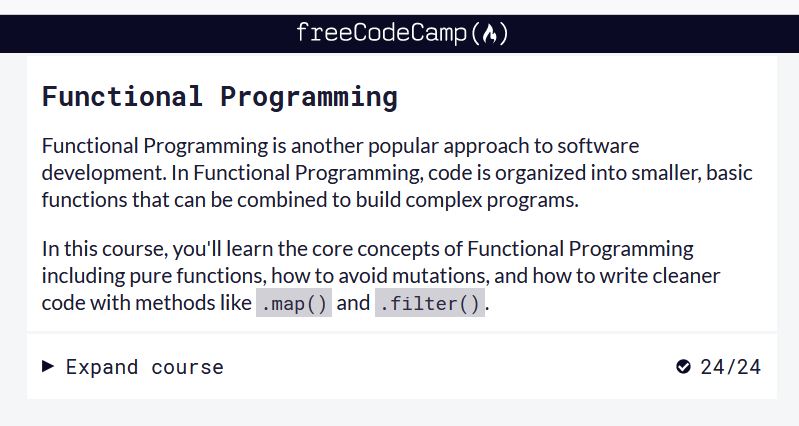 freeCodeCamp(🔥)
Functional Programming
Functional Programming is another popular approach to software
development. In Functional Programming, code is organized into smaller, basic
functions that can be combined to build complex programs.
In this course, you'll learn the core concepts of Functional Programming
including pure functions, how to avoid mutations, and how to write cleaner
code with methods like .map() and .filter().
Expand course
24/24